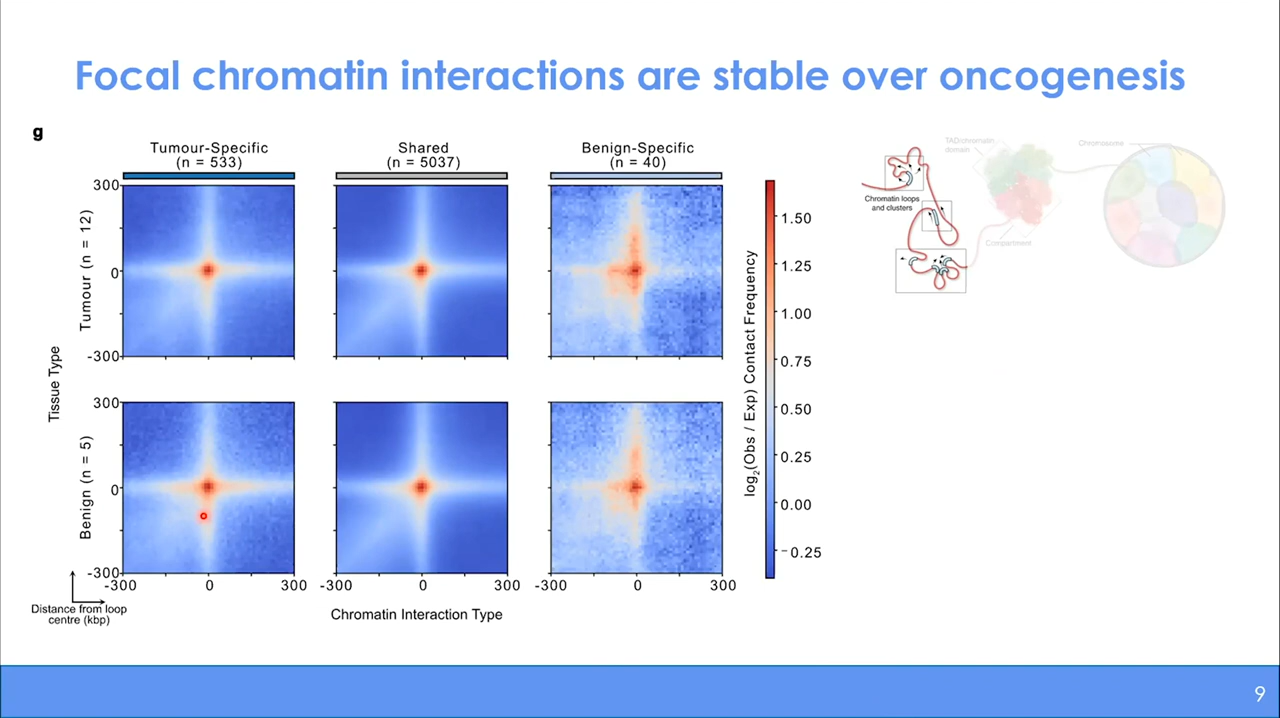 Focal chromatin interactions are stable over oncogenesis
g
Tumour-Specific
(n = 533)
Shared
(n = 5037)
Benign-Specific
(n = 40)
Tissue Type
Tumour (n = 12)
300
0
-300
Benign (n = 5)
300
0
-300
-300 0 300
-300 0 300
-300 0 300
Distance from loop
centre (kbp)
Chromatin Interaction Type
log2(Obs / Exp) Contact Frequency
1.50
1.25
1.00
0.75
0.50
0.25
0.00
−0.25
TAD/chromatin
domain
Chromosome
Chromatin loops
and clusters
Compartment
9